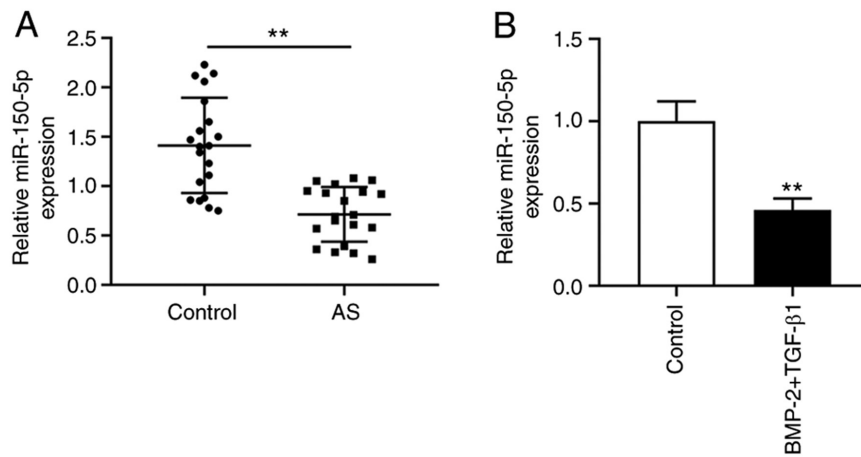 A
Relative miR-150-5p
expression
2.5
2.0
1.5
1.0
0.5
0.0
**
Control
AS
B
Relative miR-150-5p
expression
1.5
1.0
0.5
0.0
**
Control
BMP-2+TGF-β1